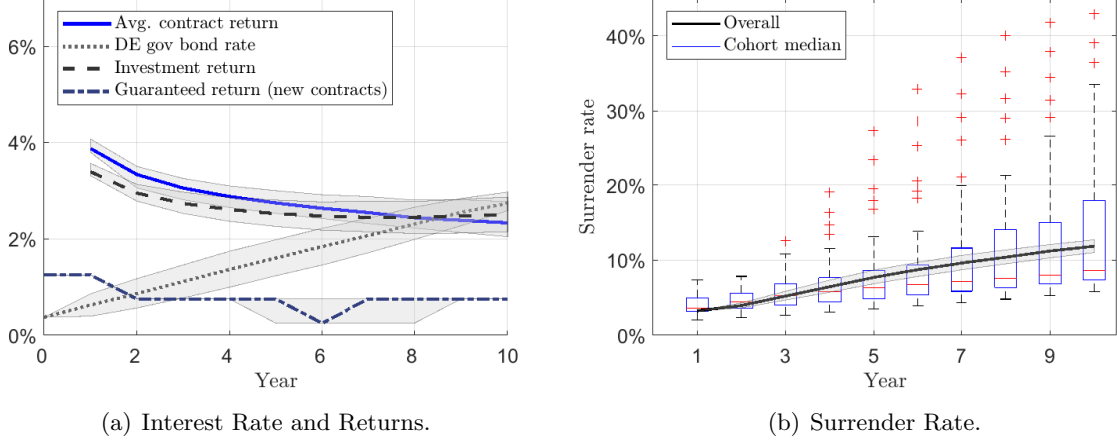 Avg. contract return
DE gov bond rate
Investment return
Guaranteed return (new contracts)
6%
4%
2%
0%
0 2 4 6 8 10
Year
(a) Interest Rate and Returns.
Overall
Cohort median
40%
30%
20%
10%
0%
Surrender rate
1 3 5 7 9
Year
(b) Surrender Rate.